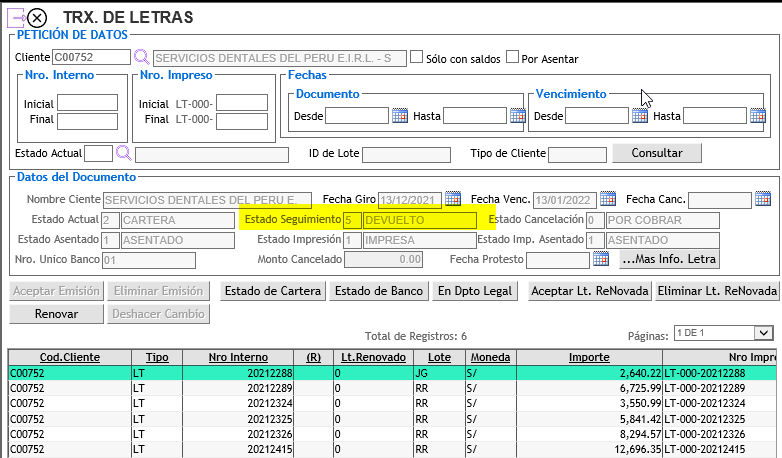 TRX. DE LETRAS
PETICIÓN DE DATOS
Cliente C00752 SERVICIOS DENTALES DEL PERU E.I.R.L. - S Sólo con saldos Por Asentar
Nro. Interno Nro. Impreso Fechas
Documento Vencimiento
Inicial Inicial LT-000- Desde Hasta Desde Hasta
Final Final LT-000-
Estado Actual ID de Lote Tipo de Cliente Consultar
Datos del Documento
Nombre Ciente SERVICIOS DENTALES DEL PERU E. Fecha Giro 13/12/2021 Fecha Venc. 13/01/2022 Fecha Canc.
Estado Actual 2 CARTERA Estado Seguimiento 5 DEVUELTO Estado Cancelación 0 POR COBRAR
Estado Asentado 1 ASENTADO Estado Impresión 1 IMPRESA Estado Imp. Asentado 1 ASENTADO
Nro. Unico Banco 01 Monto Cancelado 0.00 Fecha Protesto ...Mas Info. Letra
Aceptar Emisión Eliminar Emisión Estado de Cartera Estado de Banco En Dpto Legal Aceptar Lt. ReNovada Eliminar Lt. ReNovada
Renovar Deshacer Cambio
Total de Registros: 6 Páginas: 1 DE 1
Cod.Cliente Tipo Nro Interno (R) Lt.Renovado Lote Moneda Importe Nro Impre
C00752 LT 20212288 0 JG S/ 2,640.22 LT-000-20212288
C00752 LT 20212289 0 RR S/ 6,725.99 LT-000-20212289
C00752 LT 20212324 0 RR S/ 3,550.99 LT-000-20212324
C00752 LT 20212325 0 RR S/ 5,841.42 LT-000-20212325
C00752 LT 20212326 0 RR S/ 8,294.57 LT-000-20212326
C00752 LT 20212415 0 RR S/ 12,696.35 LT-000-20212415